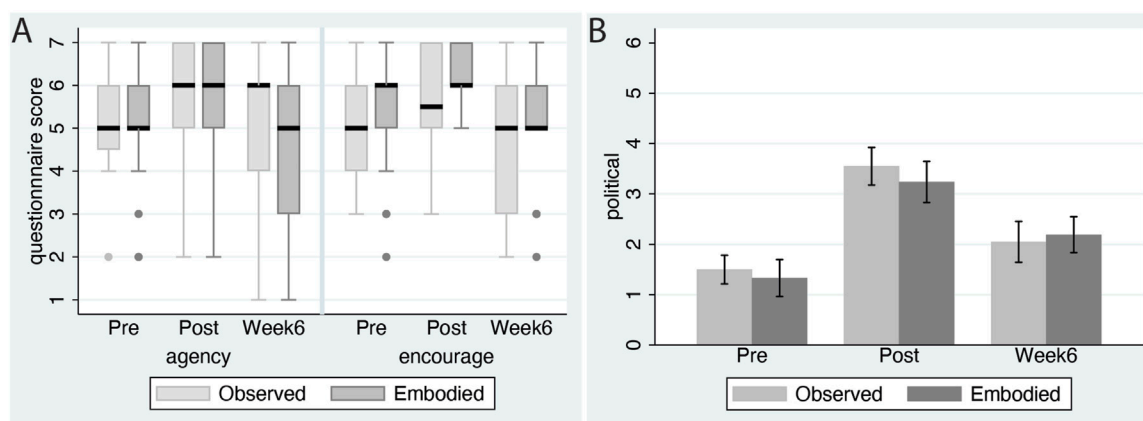 A
questionnnaire score
7
6
5
4
3
2
1
Pre Post Week6 Pre Post Week6
agency encourage
Observed Embodied
B
political
6
5
4
3
2
1
0
Pre Post Week6
Observed Embodied